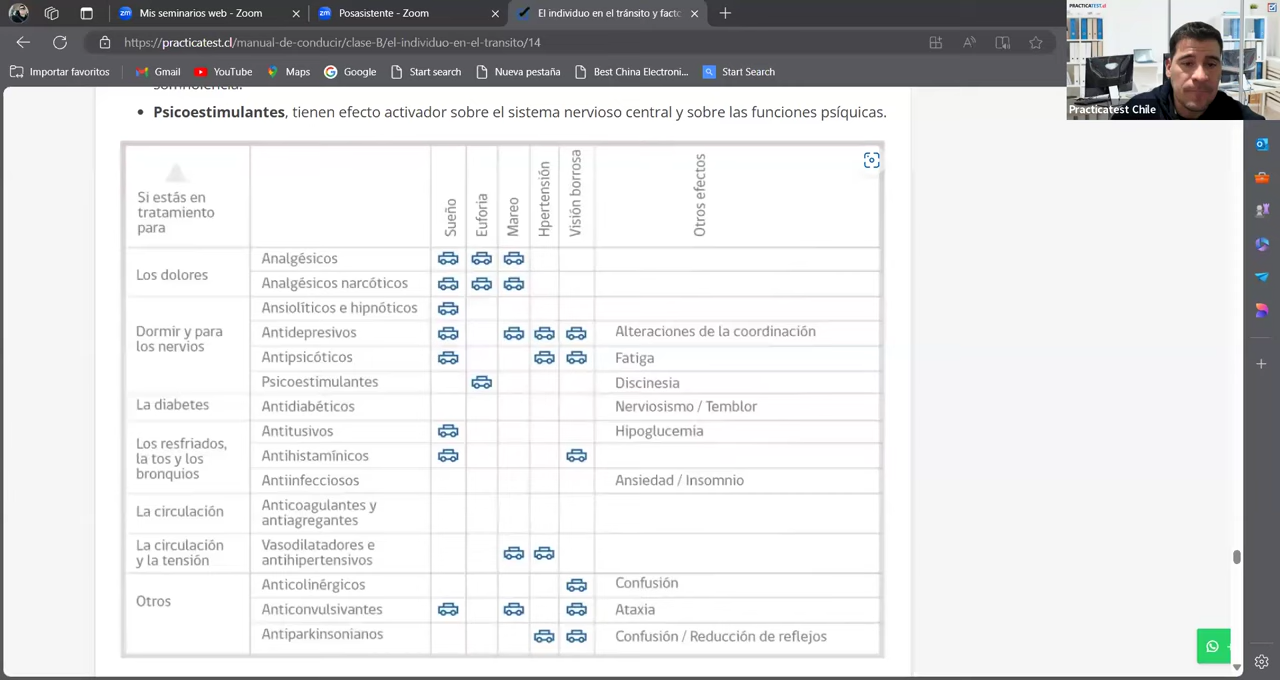 Mis seminarios web - Zoom
Posasistente - Zoom
El individuo en el tránsito y facto
https://practicatest.cl/manual-de-conducir/clase-B/el-individuo-en-el-transito/14
Importar favoritos
Gmail
YouTube
Maps
Google
Start search
Nueva pestaña
Best China Electroni...
Start Search
PRACTICATEST
Practicatest Chile
somnolencia.
• Psicoestimulantes, tienen efecto activador sobre el sistema nervioso central y sobre las funciones psíquicas.
Si estás en
tratamiento
para
Sueño
Euforia
Mareo
Hpertensión
Visión borrosa
Otros efectos
Los dolores
Analgésicos
Analgésicos narcóticos
Dormir y para
los nervios
Ansiolíticos e hipnóticos
Antidepresivos
Alteraciones de la coordinación
Antipsicóticos
Fatiga
Psicoestimulantes
Discinesia
La diabetes
Antidiabéticos
Nerviosismo / Temblor
Los resfriados,
la tos y los
bronquios
Antitusivos
Hipoglucemia
Antihistamínicos
Antiinfecciosos
Ansiedad / Insomnio
La circulación
Anticoagulantes y
antiagregantes
La circulación
y la tensión
Vasodilatadores e
antihipertensivos
Otros
Anticolinérgicos
Confusión
Anticonvulsivantes
Ataxia
Antiparkinsonianos
Confusión / Reducción de reflejos